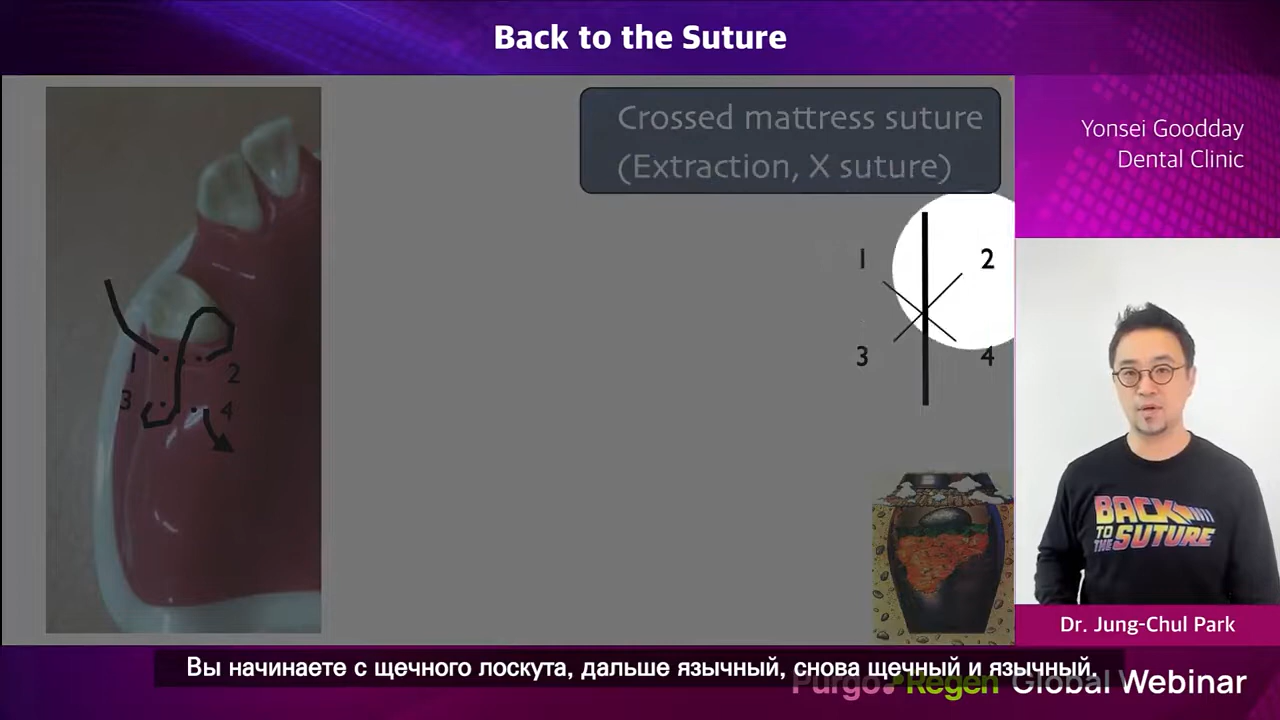 Back to the Suture
Crossed mattress suture
(Extraction, X suture)
Yonsei Goodday
Dental Clinic
1 2
3 4
1
2
3
4
BACK
TO THE SUTURE
Dr. Jung-Chul Park
Вы начинаете с щечного лоскута, дальше язычный, снова щечный и язычный,
Purgo Regen Global Webinar